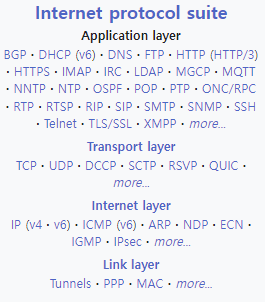 Internet protocol suite
Application layer
BGP · DHCP (v6) · DNS · FTP · HTTP (HTTP/3)
· HTTPS · IMAP · IRC · LDAP · MGCP · MQTT
· NNTP · NTP · OSPF · POP · PTP · ONC/RPC
· RTP · RTSP · RIP · SIP · SMTP · SNMP · SSH
· Telnet · TLS/SSL · XMPP · more...
Transport layer
TCP · UDP · DCCP · SCTP · RSVP · QUIC ·
more...
Internet layer
IP (v4 · v6) · ICMP (v6) · ARP · NDP · ECN ·
IGMP · IPsec · more...
Link layer
Tunnels · PPP · MAC · more...